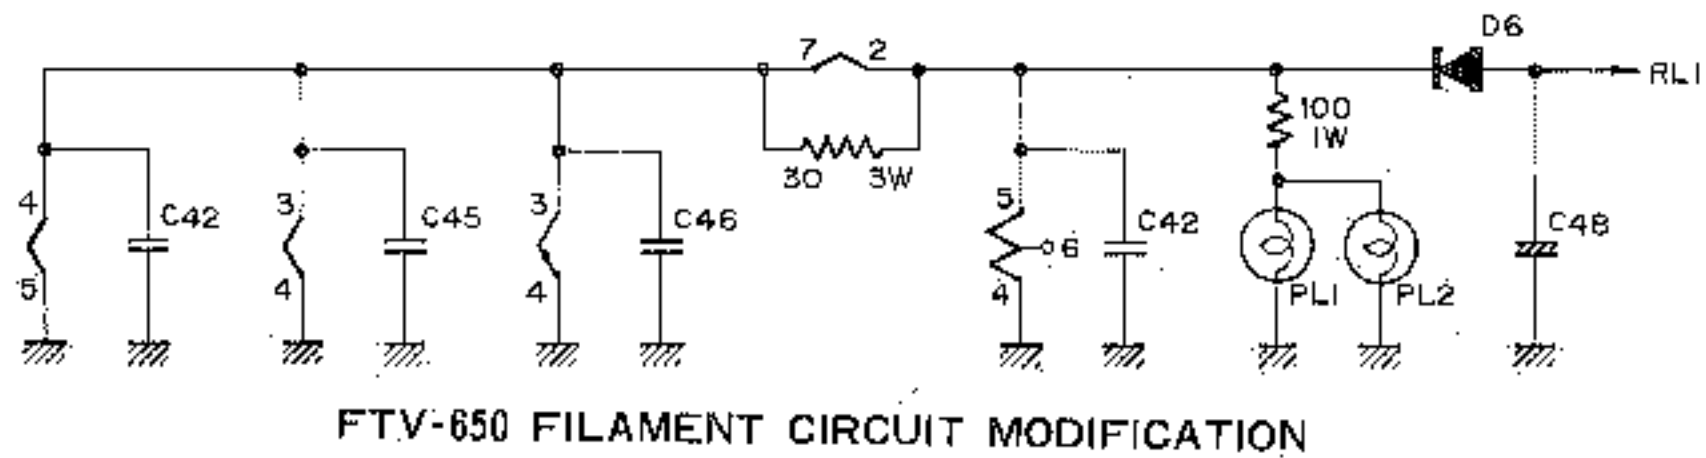 D6
7 2
RL1
100
1W
30 3W
4 C42 3 C45 3 C46 5 C42 C48
6
5 4 4 4 PL1 PL2
FTV-650 FILAMENT CIRCUIT MODIFICATION